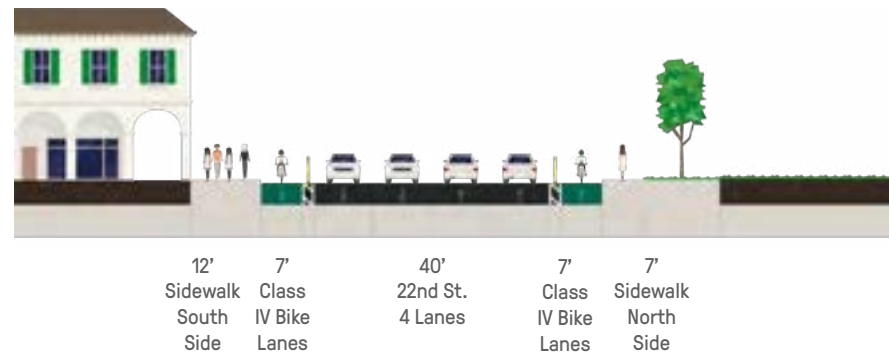 12’
Sidewalk
South
Side
7’
Class
IV Bike
Lanes
40’
22nd St.
4 Lanes
7’
Class
IV Bike
Lanes
7’
Sidewalk
North
Side